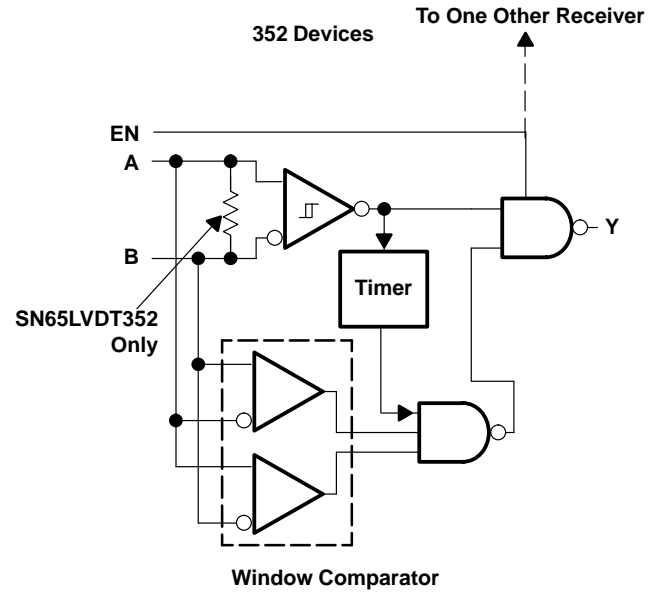 To One Other Receiver
352 Devices
EN
A
B
Y
Timer
SN65LVDT352
Only
Window Comparator